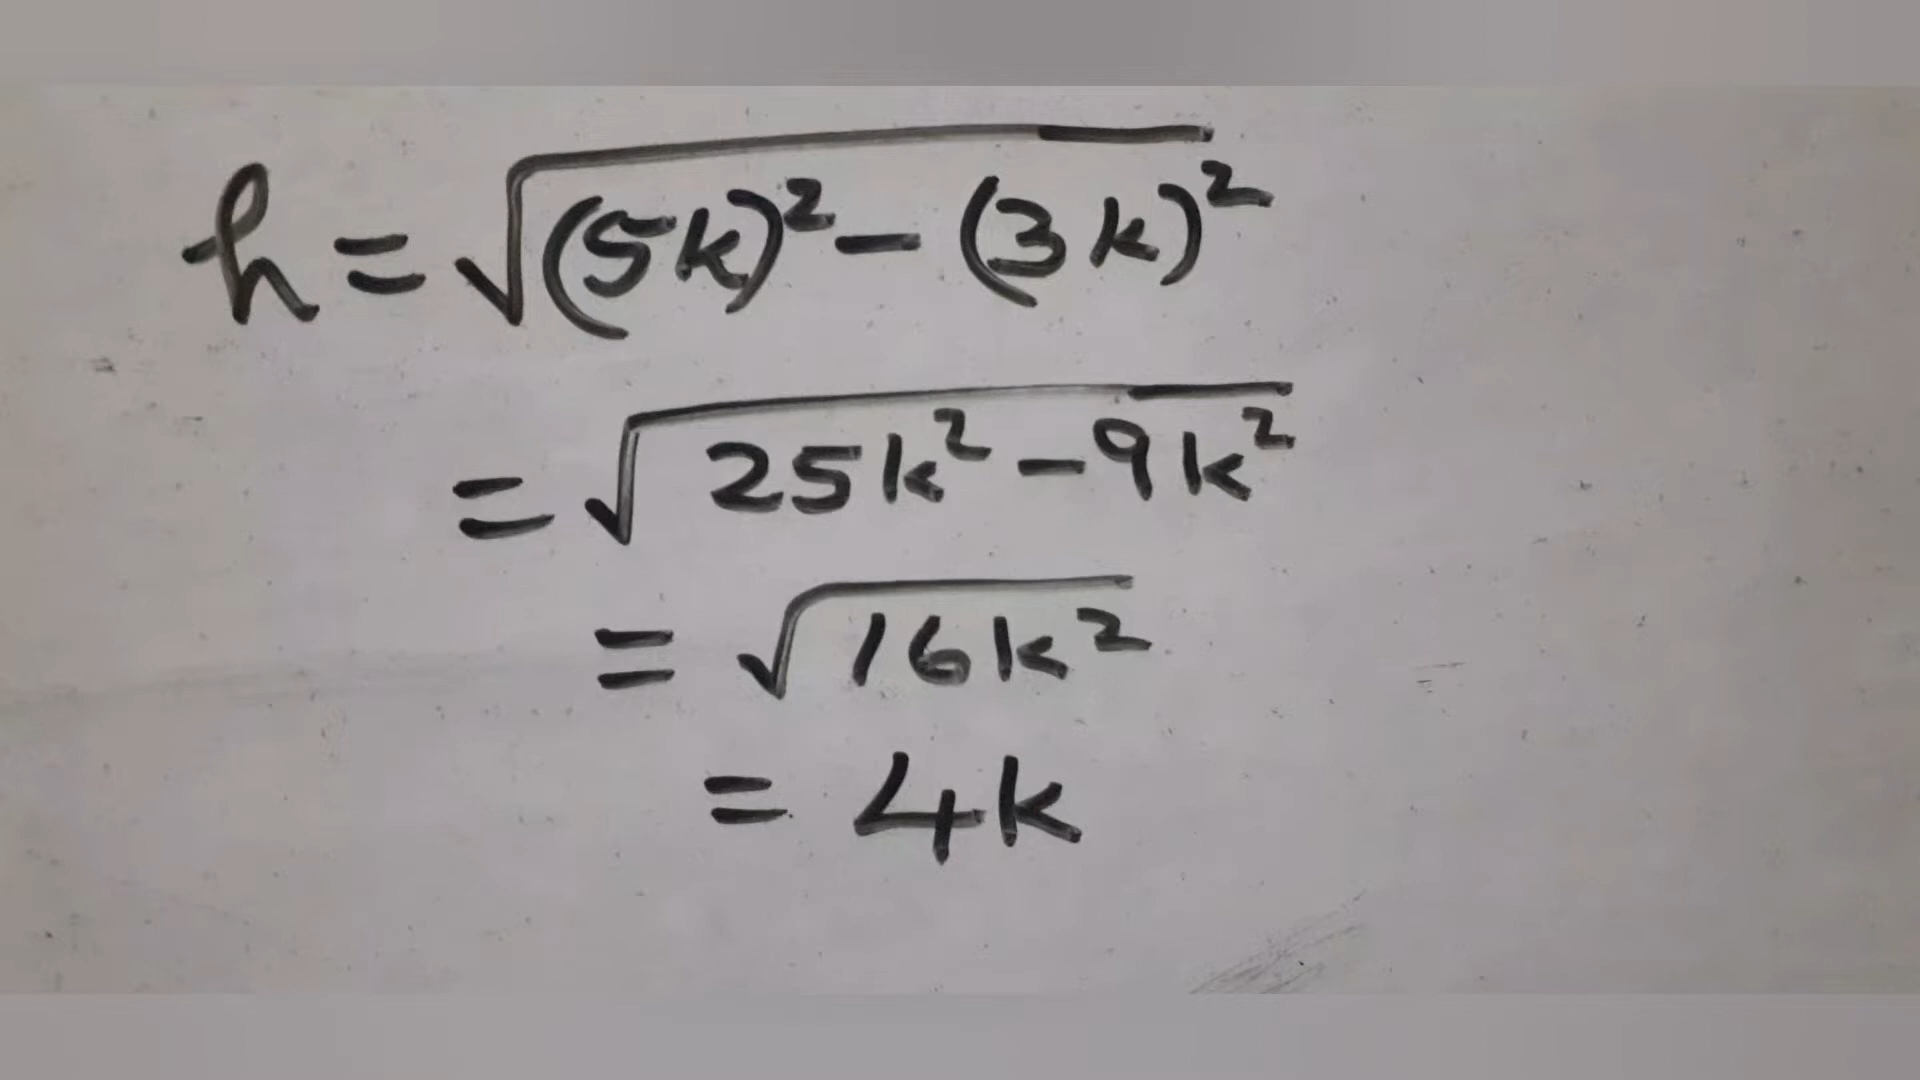 h = √(5k)² − (3k)²
= √25k² − 9k²
= √16k²
= 4k